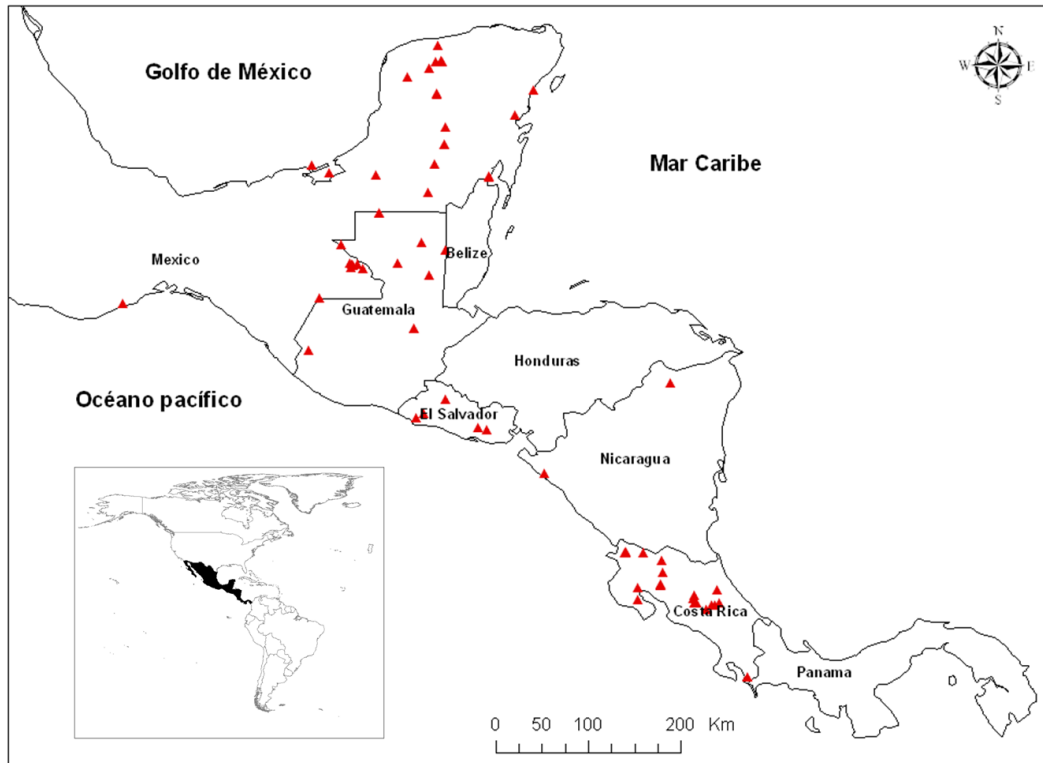 Golfo de México
N
W E
S
Mar Caribe
Mexico
Belize
Guatemala
Honduras
Océano pacífico
El Salvador
Nicaragua
Costa Rica
Panama
0 50 100 200 Km